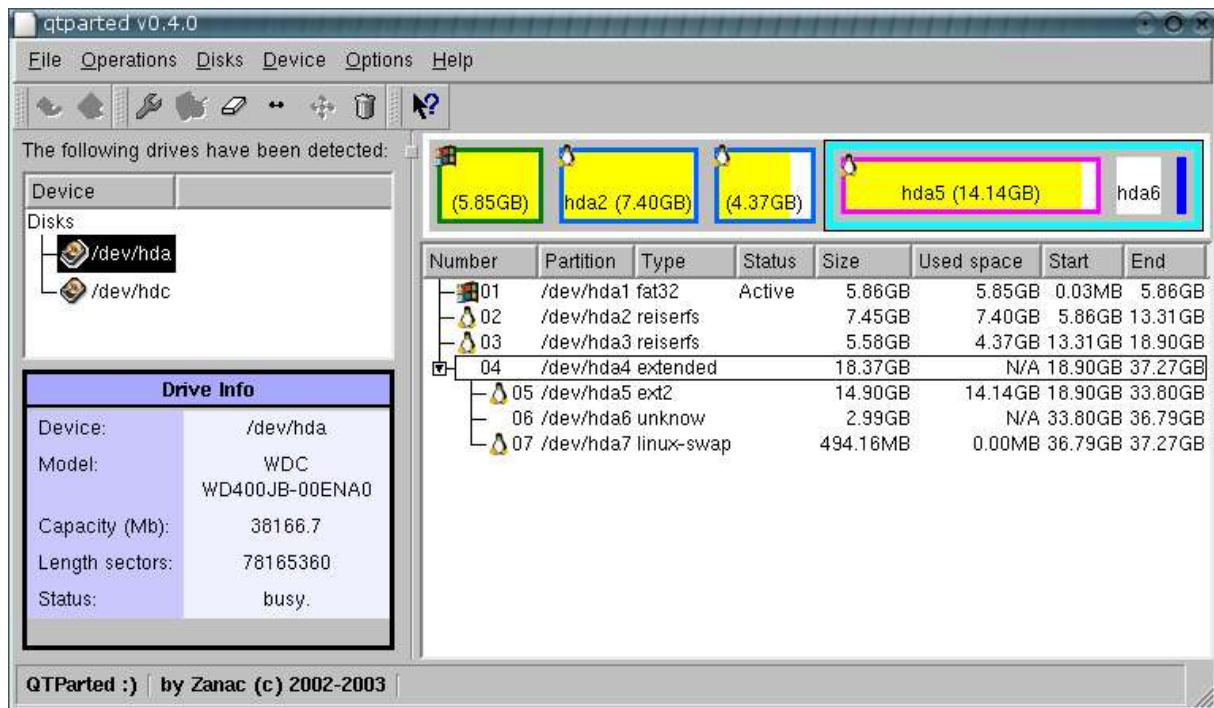 qtparted v0.4.0
File Operations Disks Device Options Help
The following drives have been detected:
Device
Disks
/dev/hda
/dev/hdc
Drive Info
Device: /dev/hda
Model: WDC
WD400JB-00ENA0
Capacity (Mb): 38166.7
Length sectors: 78165360
Status: busy.
(5.85GB) hda2 (7.40GB) (4.37GB) hda5 (14.14GB) hda6
Number Partition Type Status Size Used space Start End
01 /dev/hda1 fat32 Active 5.86GB 5.85GB 0.03MB 5.86GB
02 /dev/hda2 reiserfs 7.45GB 7.40GB 5.86GB 13.31GB
03 /dev/hda3 reiserfs 5.58GB 4.37GB 13.31GB 18.90GB
04 /dev/hda4 extended 18.37GB N/A 18.90GB 37.27GB
05 /dev/hda5 ext2 14.90GB 14.14GB 18.90GB 33.80GB
06 /dev/hda6 unknow 2.99GB N/A 33.80GB 36.79GB
07 /dev/hda7 linux-swap 494.16MB 0.00MB 36.79GB 37.27GB
QTParted :) by Zanac (c) 2002-2003